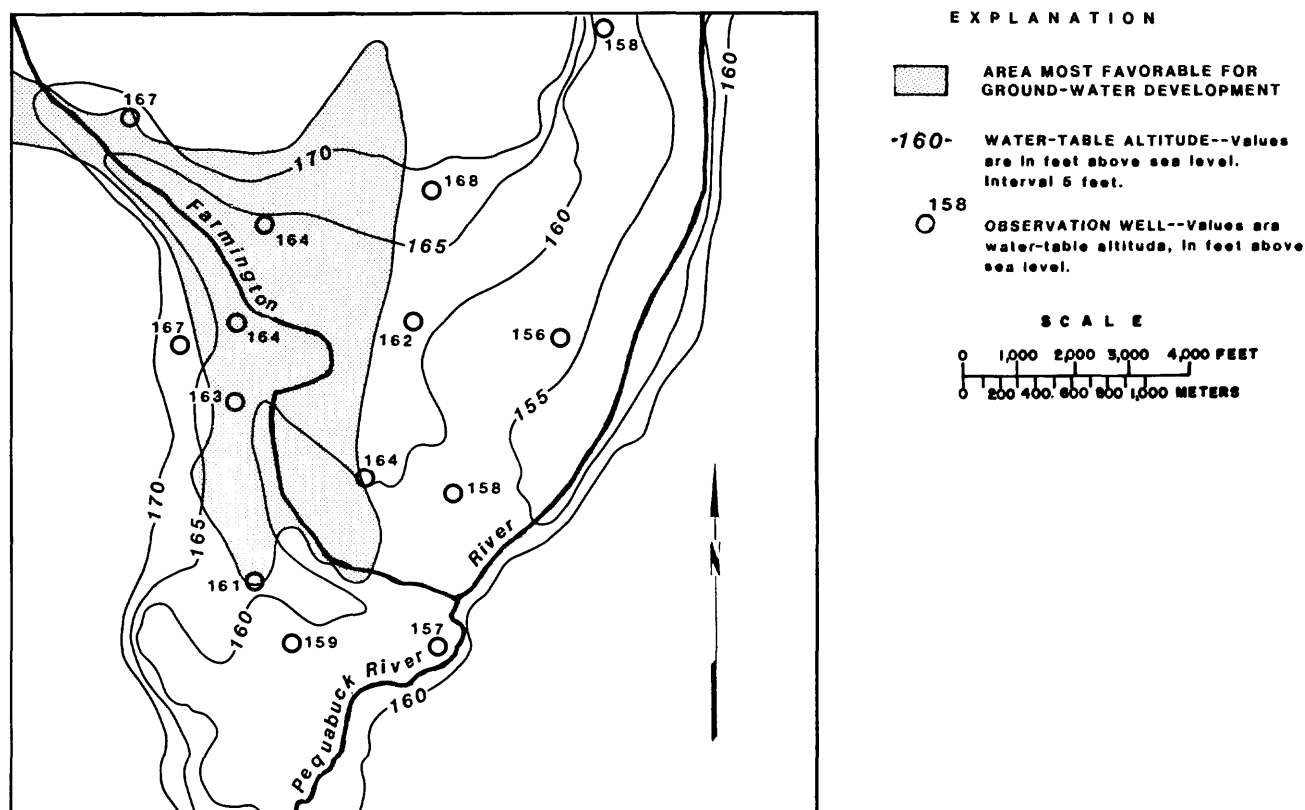 EXPLANATION
AREA MOST FAVORABLE FOR
GROUND-WATER DEVELOPMENT
-160- WATER-TABLE ALTITUDE--Values
are in feet above sea level.
Interval 5 feet.
158
OBSERVATION WELL--Values are
water-table altitude, in feet above
sea level.
SCALE
0 1,000 2,000 3,000 4,000 FEET
0 200 400 600 800 1,000 METERS
N
158
160
167
170
168
Farmington
164
165
160
167
164
162
156
163
155
164
158
170
165
River
161
160
159
157
Pequabuck River
160